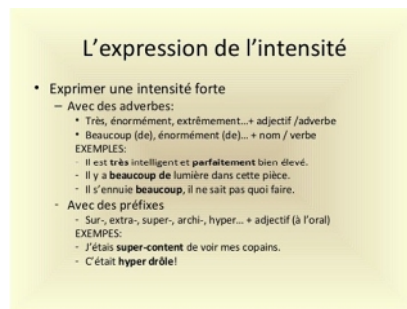 L'expression de l'intensité
• Exprimer une intensité forte
– Avec des adverbes:
• Très, énormément, extrêmement...+ adjectif /adverbe
• Beaucoup (de), énormément (de)... + nom / verbe
EXEMPLES:
- Il est très intelligent et parfaitement bien élevé.
- Il y a beaucoup de lumière dans cette pièce.
- Il s'ennuie beaucoup, il ne sait pas quoi faire.
- Avec des préfixes
- Sur-, extra-, super-, archi-, hyper... + adjectif (à l'oral)
EXEMPES:
- J'étais super-content de voir mes copains.
- C'était hyper drôle!